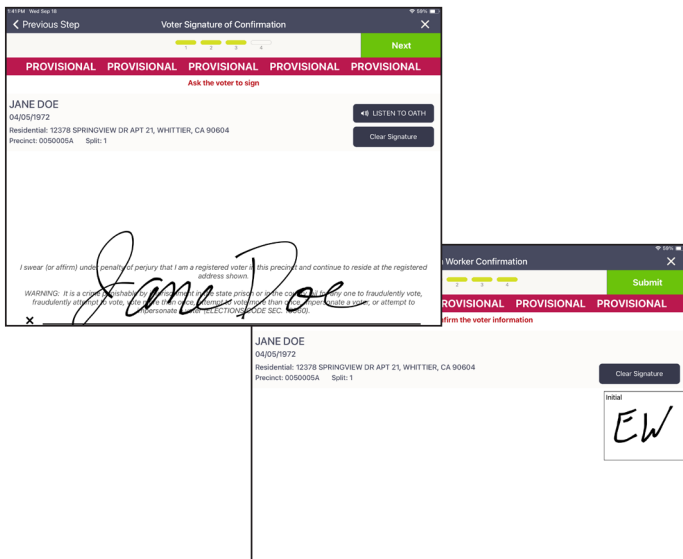 1:41 PM Wed Sep 18 59%
Previous Step Voter Signature of Confirmation ✕
1 2 3 4 Next
PROVISIONAL PROVISIONAL PROVISIONAL PROVISIONAL PROVISIONAL
Ask the voter to sign
JANE DOE
04/05/1972
Residential: 12378 SPRINGVIEW DR APT 21, WHITTIER, CA 90604
Precinct: 0050005A Split: 1
LISTEN TO OATH
Clear Signature
I swear (or affirm) under penalty of perjury that I am a registered voter in this precinct and continue to reside at the registered
address shown.
WARNING: It is a crime punishable by imprisonment in the state prison or in the county jail for any one to fraudulently vote,
fraudulently attempt to vote, vote more than once, attempt to vote more than once, impersonate a voter, or attempt to
impersonate a voter (ELECTIONS CODE SEC.
Jane Doe
✕
59%
Worker Confirmation ✕
2 3 4 Submit
ROVISIONAL PROVISIONAL PROVISIONAL
the voter information
JANE DOE
04/05/1972
Residential: 12378 SPRINGVIEW DR APT 21, WHITTIER, CA 90604
Precinct: 0050005A Split: 1
Clear Signature
Initial
EW